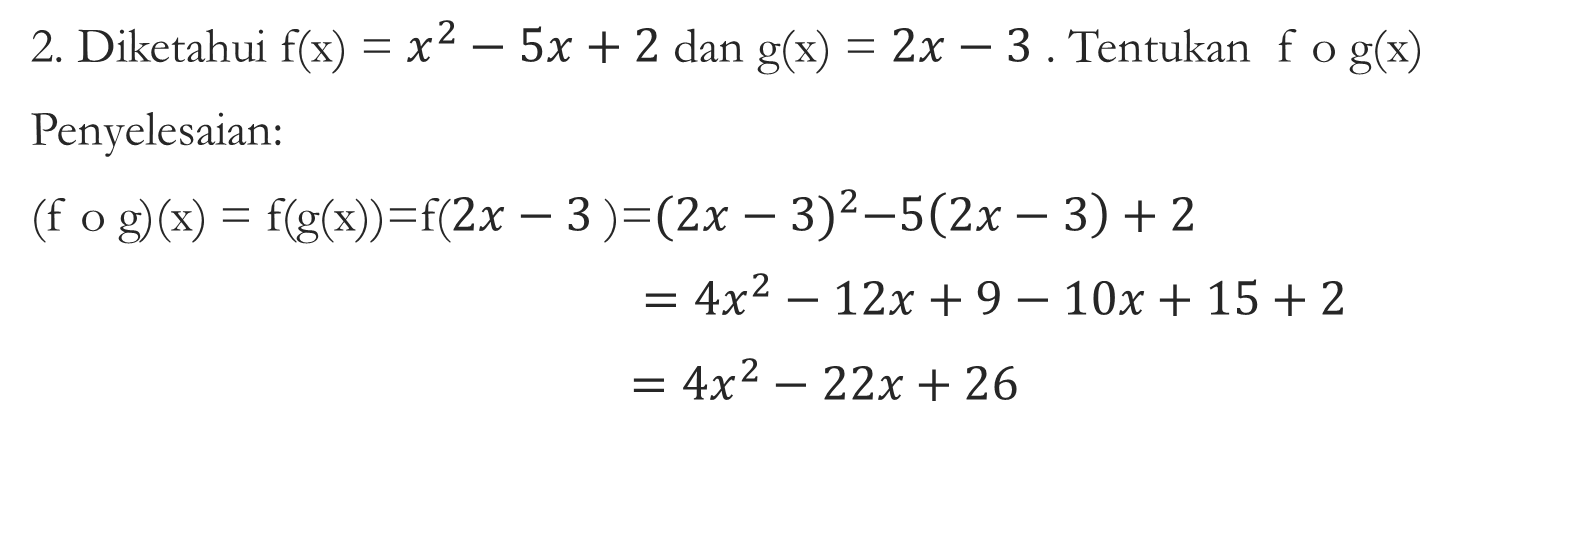 2. Diketahui f(x) = x² − 5x + 2 dan g(x) = 2x − 3 . Tentukan f o g(x)
Penyelesaian:
(f o g)(x) = f(g(x))=f(2x − 3 )=(2x − 3)²−5(2x − 3) + 2
= 4x² − 12x + 9 − 10x + 15 + 2
= 4x² − 22x + 26